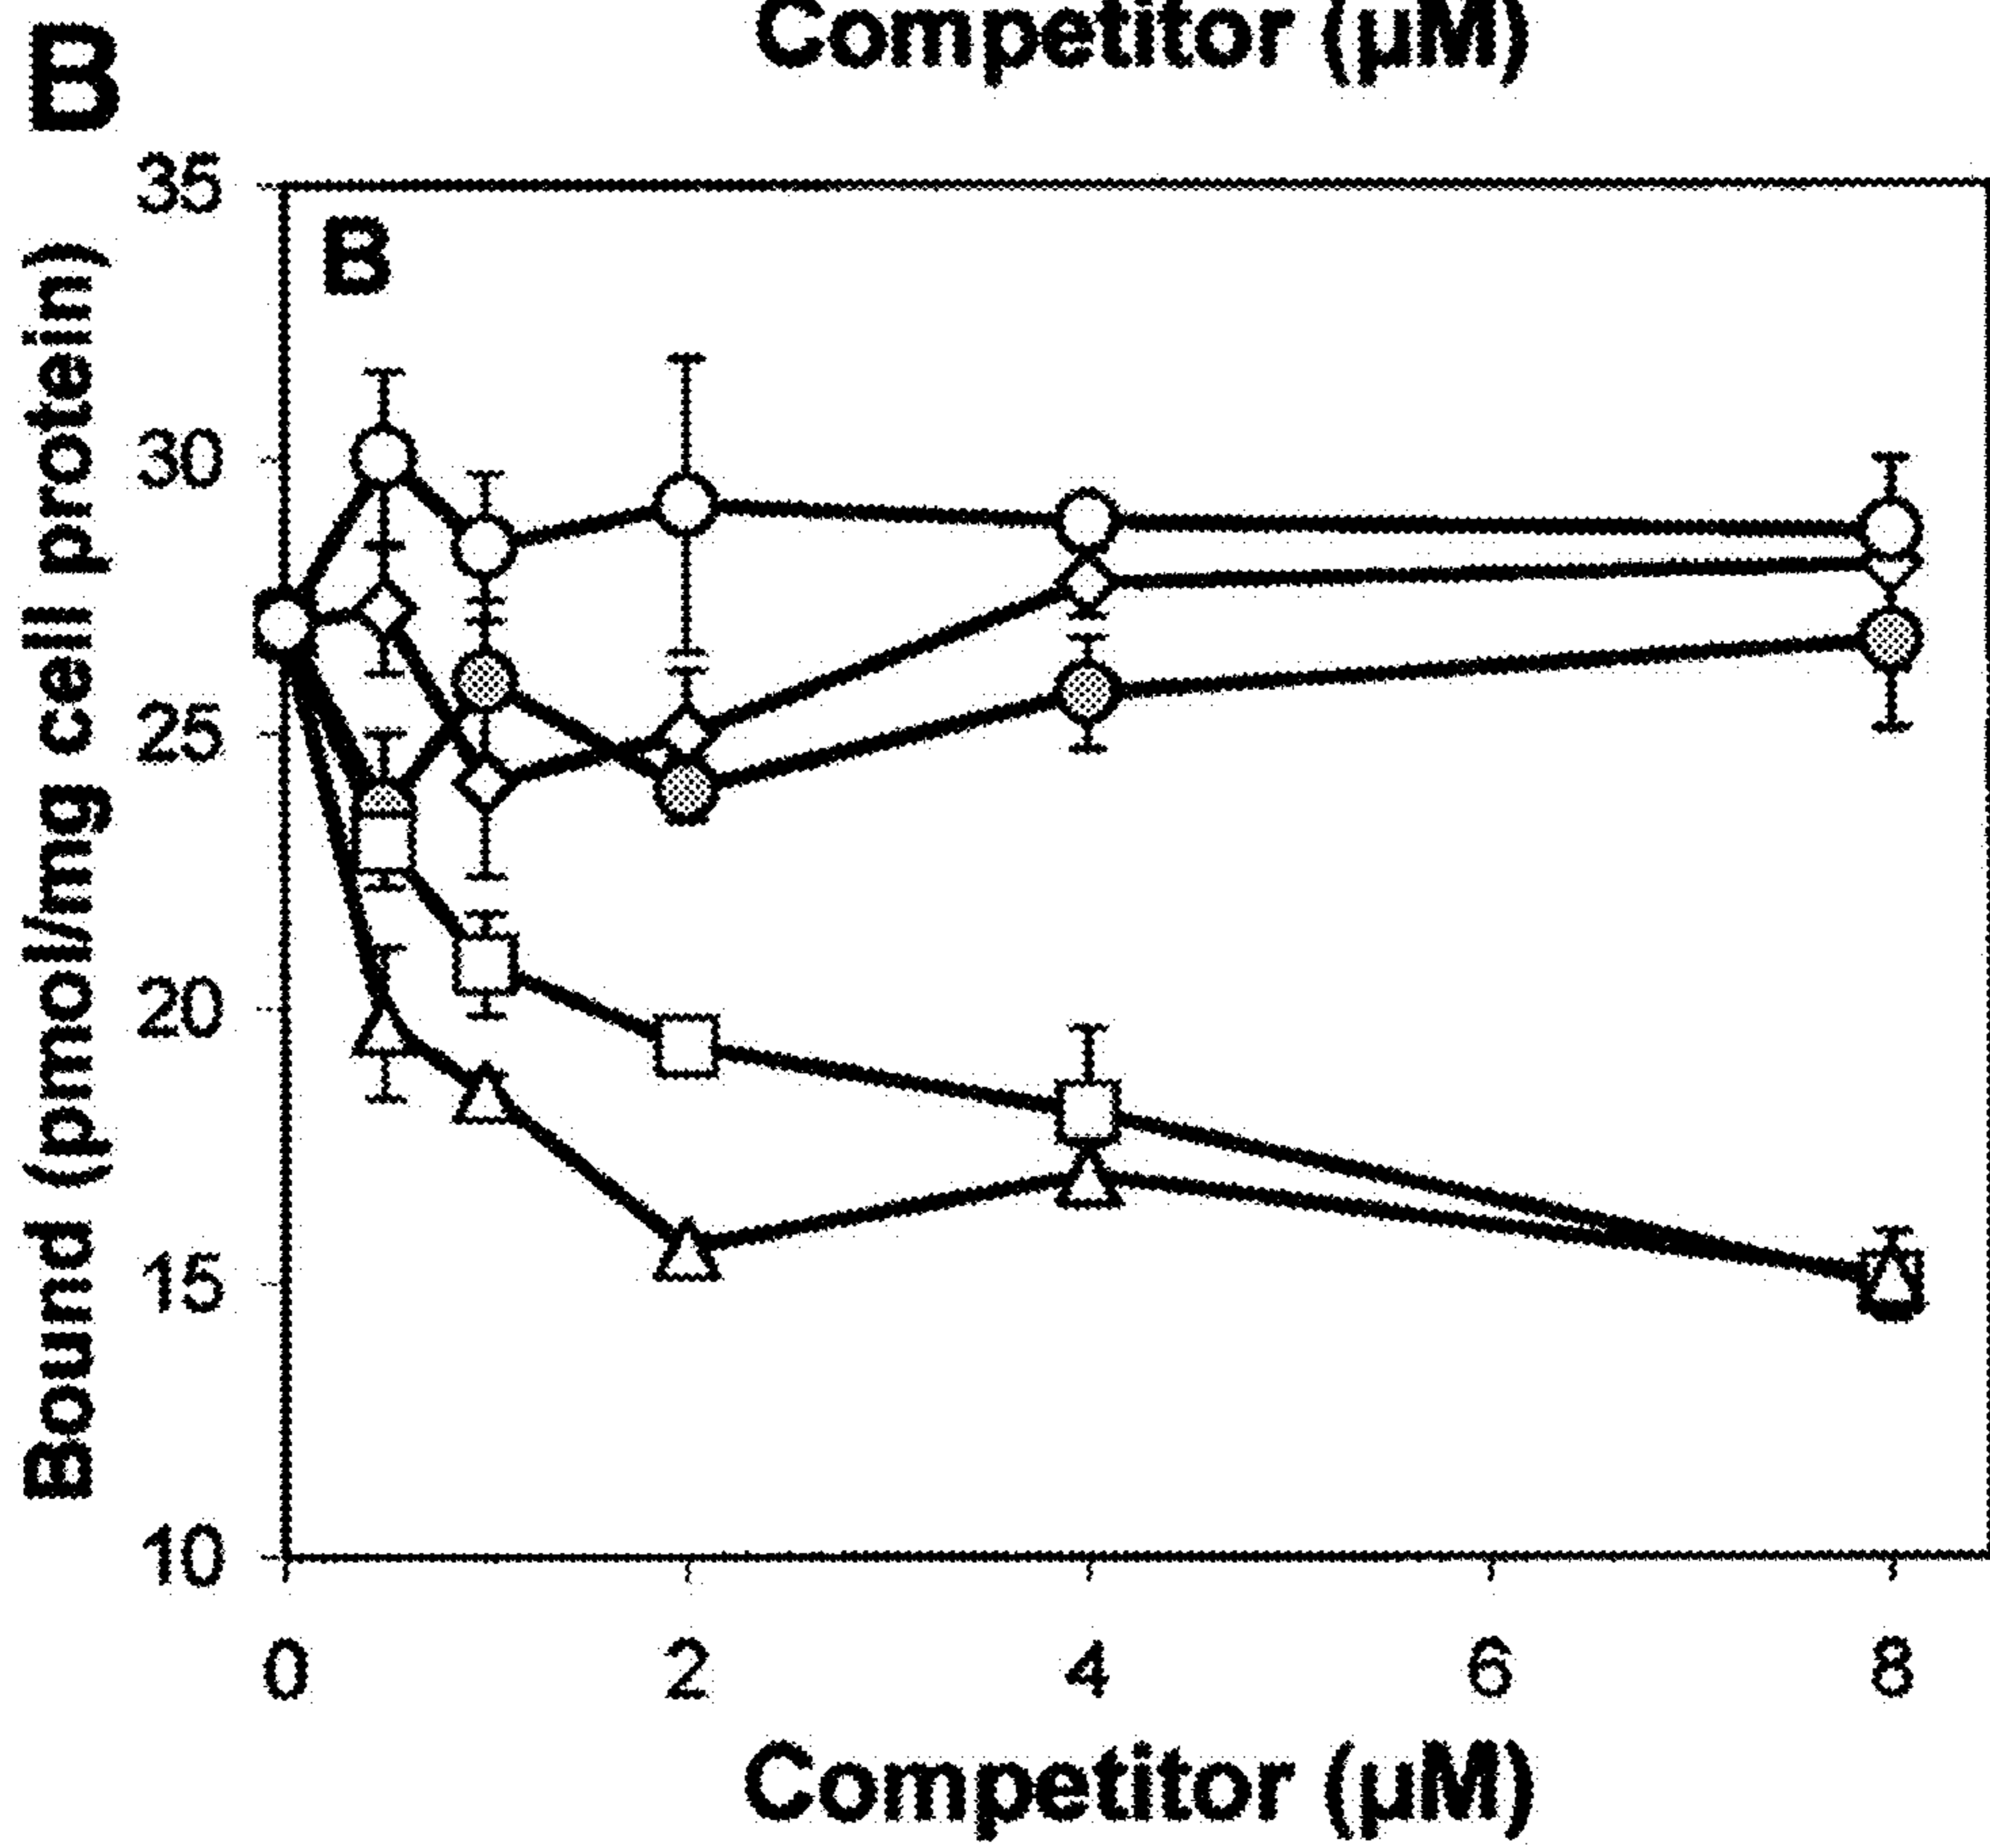 Competitor (µM)
B
B
Bound (pmol/mg cell protein)
35
30
25
20
15
10
0 2 4 6 8
Competitor (µM)